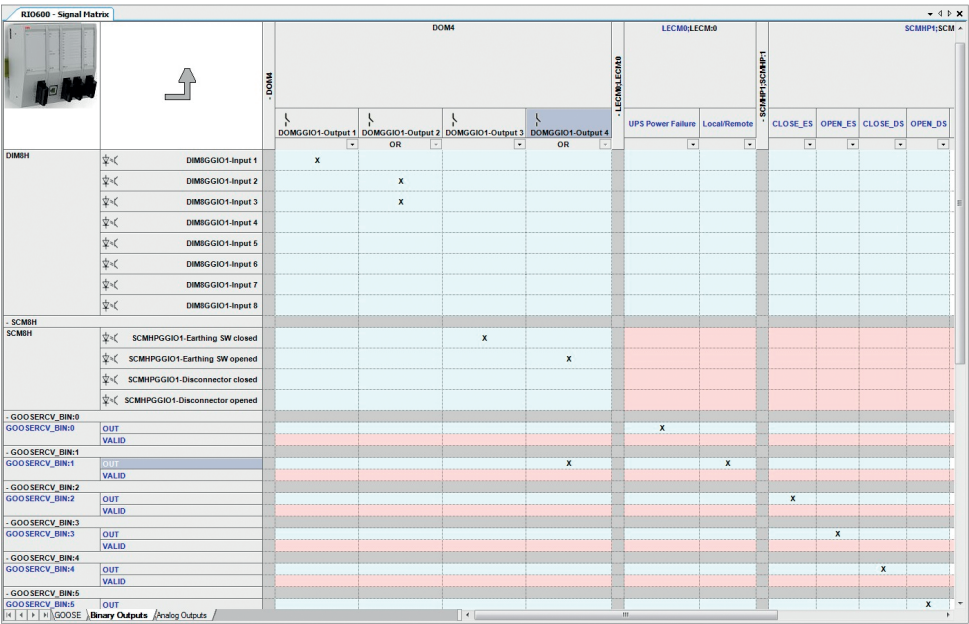 RIO600 - Signal Matrix
DOM4
LECM0;LECM:0
SCMHP1;SCM
- DOM4
- LECM0;LECM:0
- SCMHP1;SCMHP:1
DOMGGIO1-Output 1 DOMGGIO1-Output 2 DOMGGIO1-Output 3 DOMGGIO1-Output 4 UPS Power Failure Local/Remote CLOSE_ES OPEN_ES CLOSE_DS OPEN_DS
OR OR
DIM8H DIM8GGIO1-Input 1 X
DIM8GGIO1-Input 2 X
DIM8GGIO1-Input 3 X
DIM8GGIO1-Input 4
DIM8GGIO1-Input 5
DIM8GGIO1-Input 6
DIM8GGIO1-Input 7
DIM8GGIO1-Input 8
- SCM8H
SCM8H SCMHPGGIO1-Earthing SW closed X
SCMHPGGIO1-Earthing SW opened X
SCMHPGGIO1-Disconnector closed
SCMHPGGIO1-Disconnector opened
- GOOSERCV_BIN:0
GOOSERCV_BIN:0 OUT X
VALID
- GOOSERCV_BIN:1
GOOSERCV_BIN:1 OUT X X
VALID
- GOOSERCV_BIN:2
GOOSERCV_BIN:2 OUT X
VALID
- GOOSERCV_BIN:3
GOOSERCV_BIN:3 OUT X
VALID
- GOOSERCV_BIN:4
GOOSERCV_BIN:4 OUT X
VALID
- GOOSERCV_BIN:5
GOOSERCV_BIN:5 OUT X
GOOSE Binary Outputs Analog Outputs